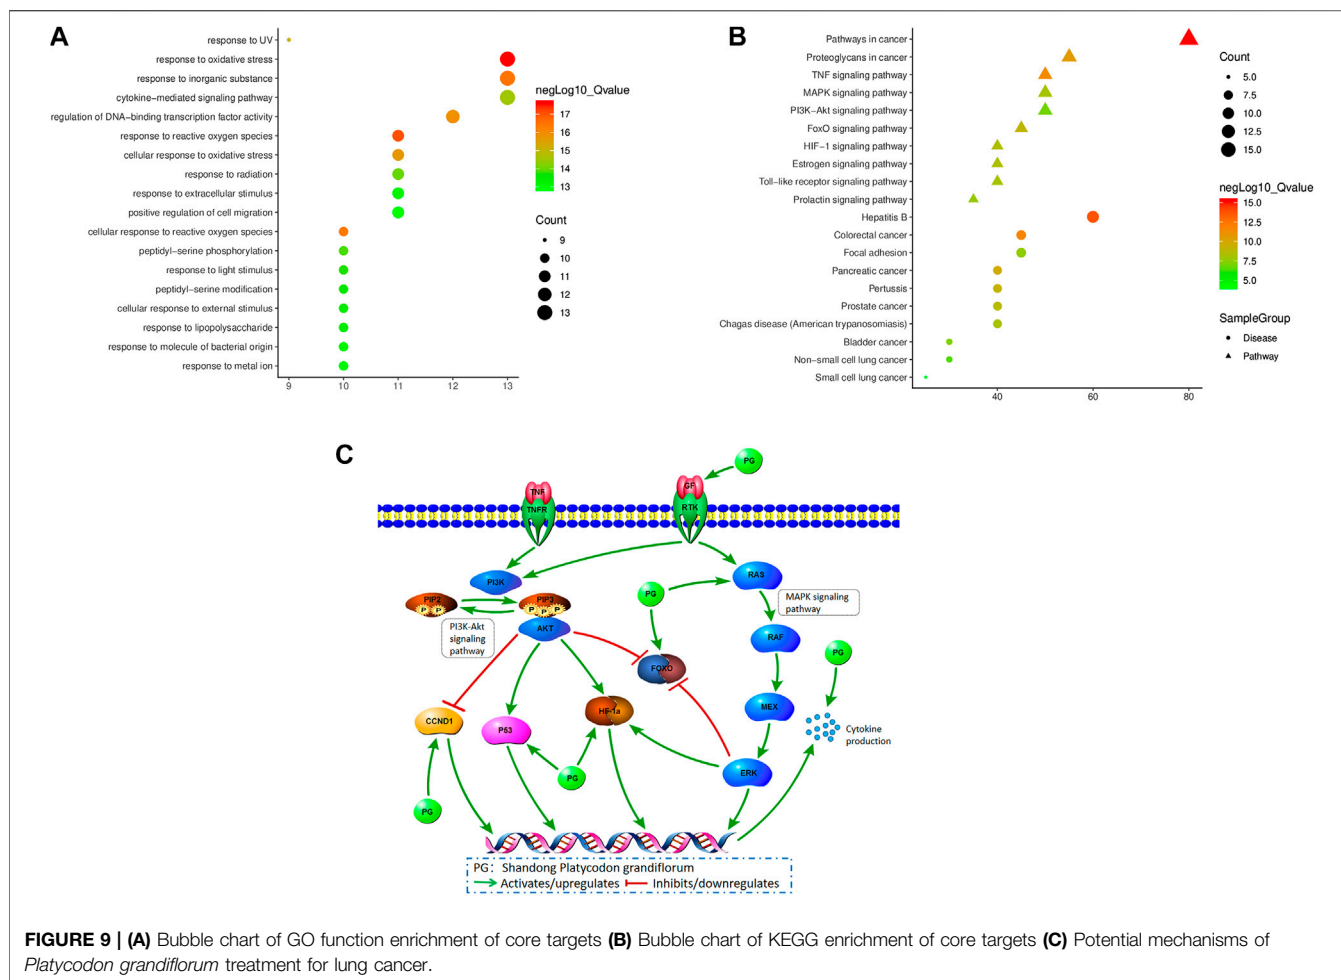 A
response to UV
response to oxidative stress
response to inorganic substance
cytokine−mediated signaling pathway
regulation of DNA−binding transcription factor activity
response to reactive oxygen species
cellular response to oxidative stress
response to radiation
response to extracellular stimulus
positive regulation of cell migration
cellular response to reactive oxygen species
peptidyl−serine phosphorylation
response to light stimulus
peptidyl−serine modification
cellular response to external stimulus
response to lipopolysaccharide
response to molecule of bacterial origin
response to metal ion
9 10 11 12 13
negLog10_Qvalue
17
16
15
14
13
Count
9
10
11
12
13
B
Pathways in cancer
Proteoglycans in cancer
TNF signaling pathway
MAPK signaling pathway
PI3K−Akt signaling pathway
FoxO signaling pathway
HIF−1 signaling pathway
Estrogen signaling pathway
Toll−like receptor signaling pathway
Prolactin signaling pathway
Hepatitis B
Colorectal cancer
Focal adhesion
Pancreatic cancer
Pertussis
Prostate cancer
Chagas disease (American trypanosomiasis)
Bladder cancer
Non−small cell lung cancer
Small cell lung cancer
40 60 80
Count
5.0
7.5
10.0
12.5
15.0
negLog10_Qvalue
15.0
12.5
10.0
7.5
5.0
SampleGroup
Disease
Pathway
C
PG
TNF
TNFR
GF
RTK
PI3K
RAS
PG
PIP2
P P
PIP3
P P P
AKT
PI3K-Akt
signaling
pathway
MAPK signaling
pathway
RAF
PG
FOXO
MEX
HF-1a
CCND1
P53
Cytokine
production
ERK
PG
PG
PG: Shandong Platycodon grandiflorum
Activates/upregulates Inhibits/downregulates
FIGURE 9 | (A) Bubble chart of GO function enrichment of core targets (B) Bubble chart of KEGG enrichment of core targets (C) Potential mechanisms of
Platycodon grandiflorum treatment for lung cancer.